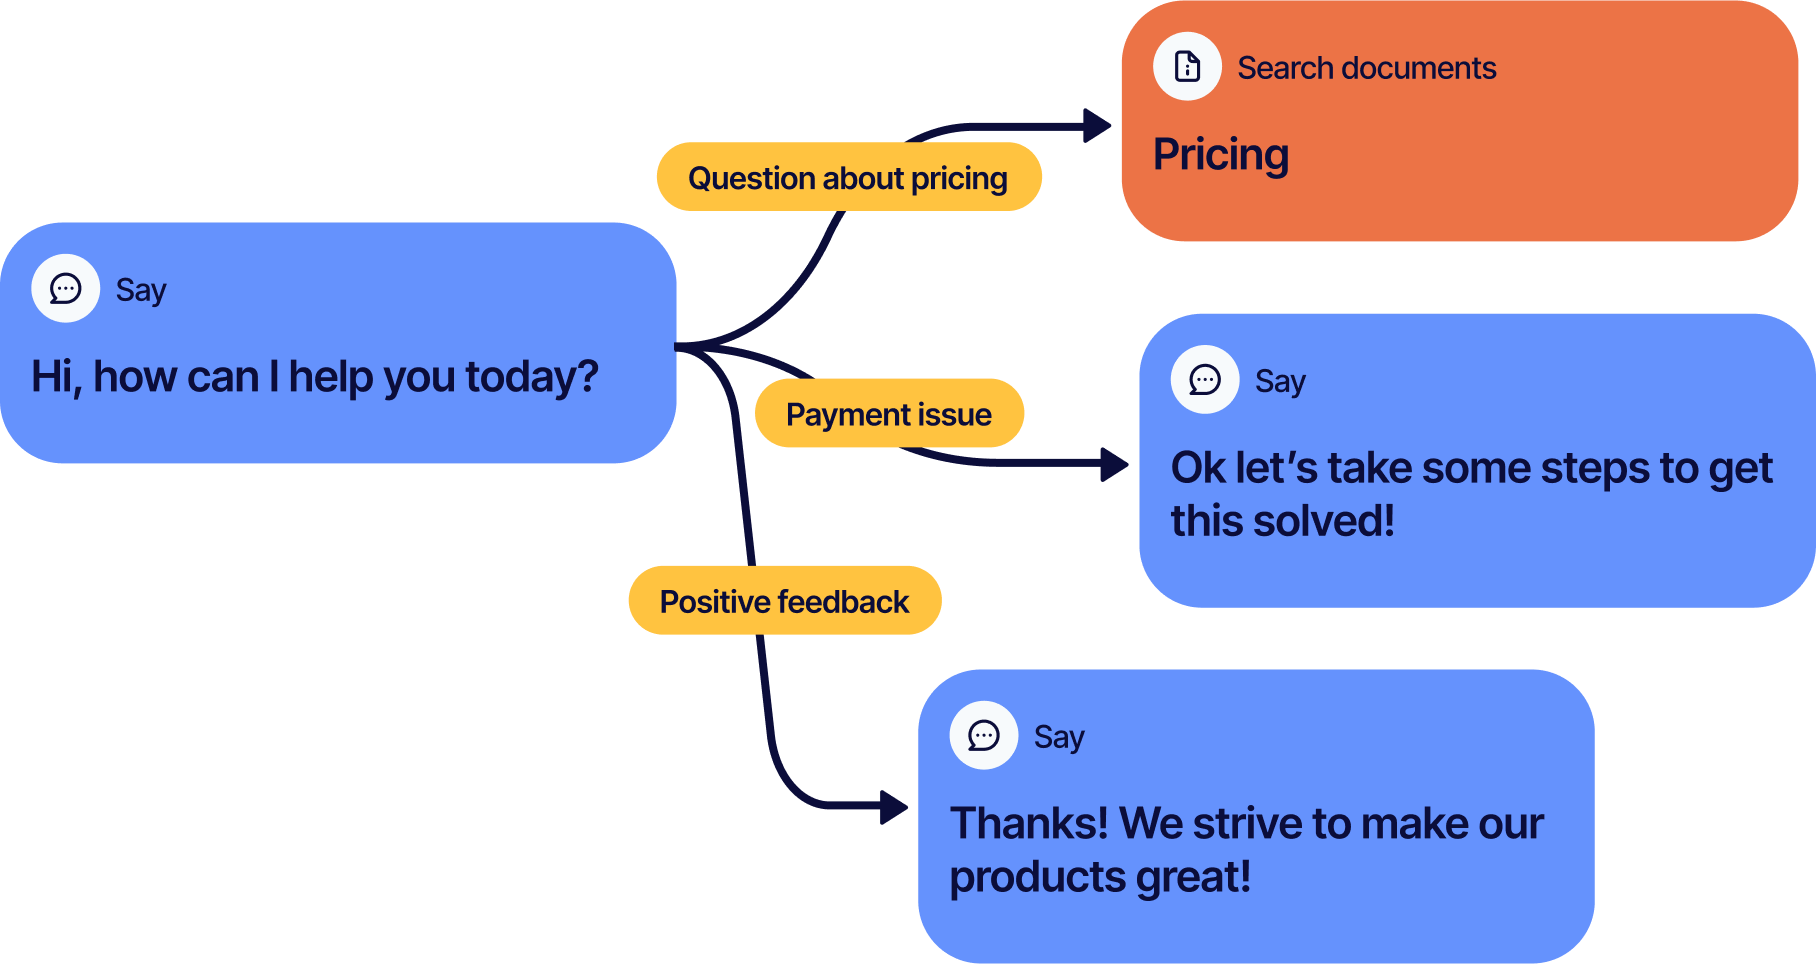 Say
Hi, how can I help you today?
Question about pricing
Search documents
Pricing
Payment issue
Say
Ok let’s take some steps to get
this solved!
Positive feedback
Say
Thanks! We strive to make our
products great!